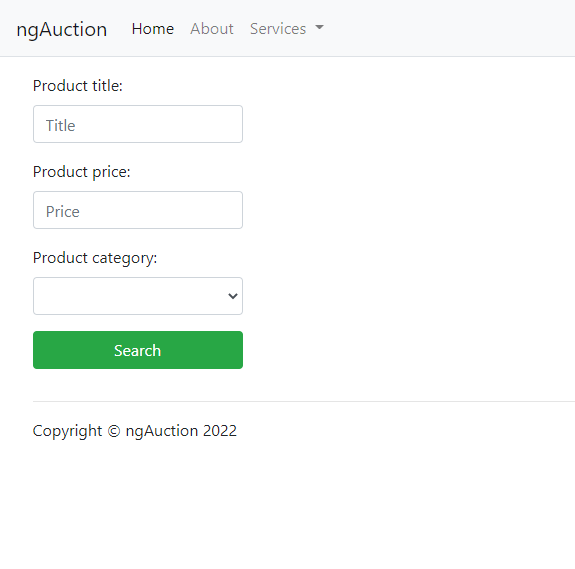 ngAuction Home About Services
Product title:
Title
Product price:
Price
Product category:
Search
Copyright © ngAuction 2022